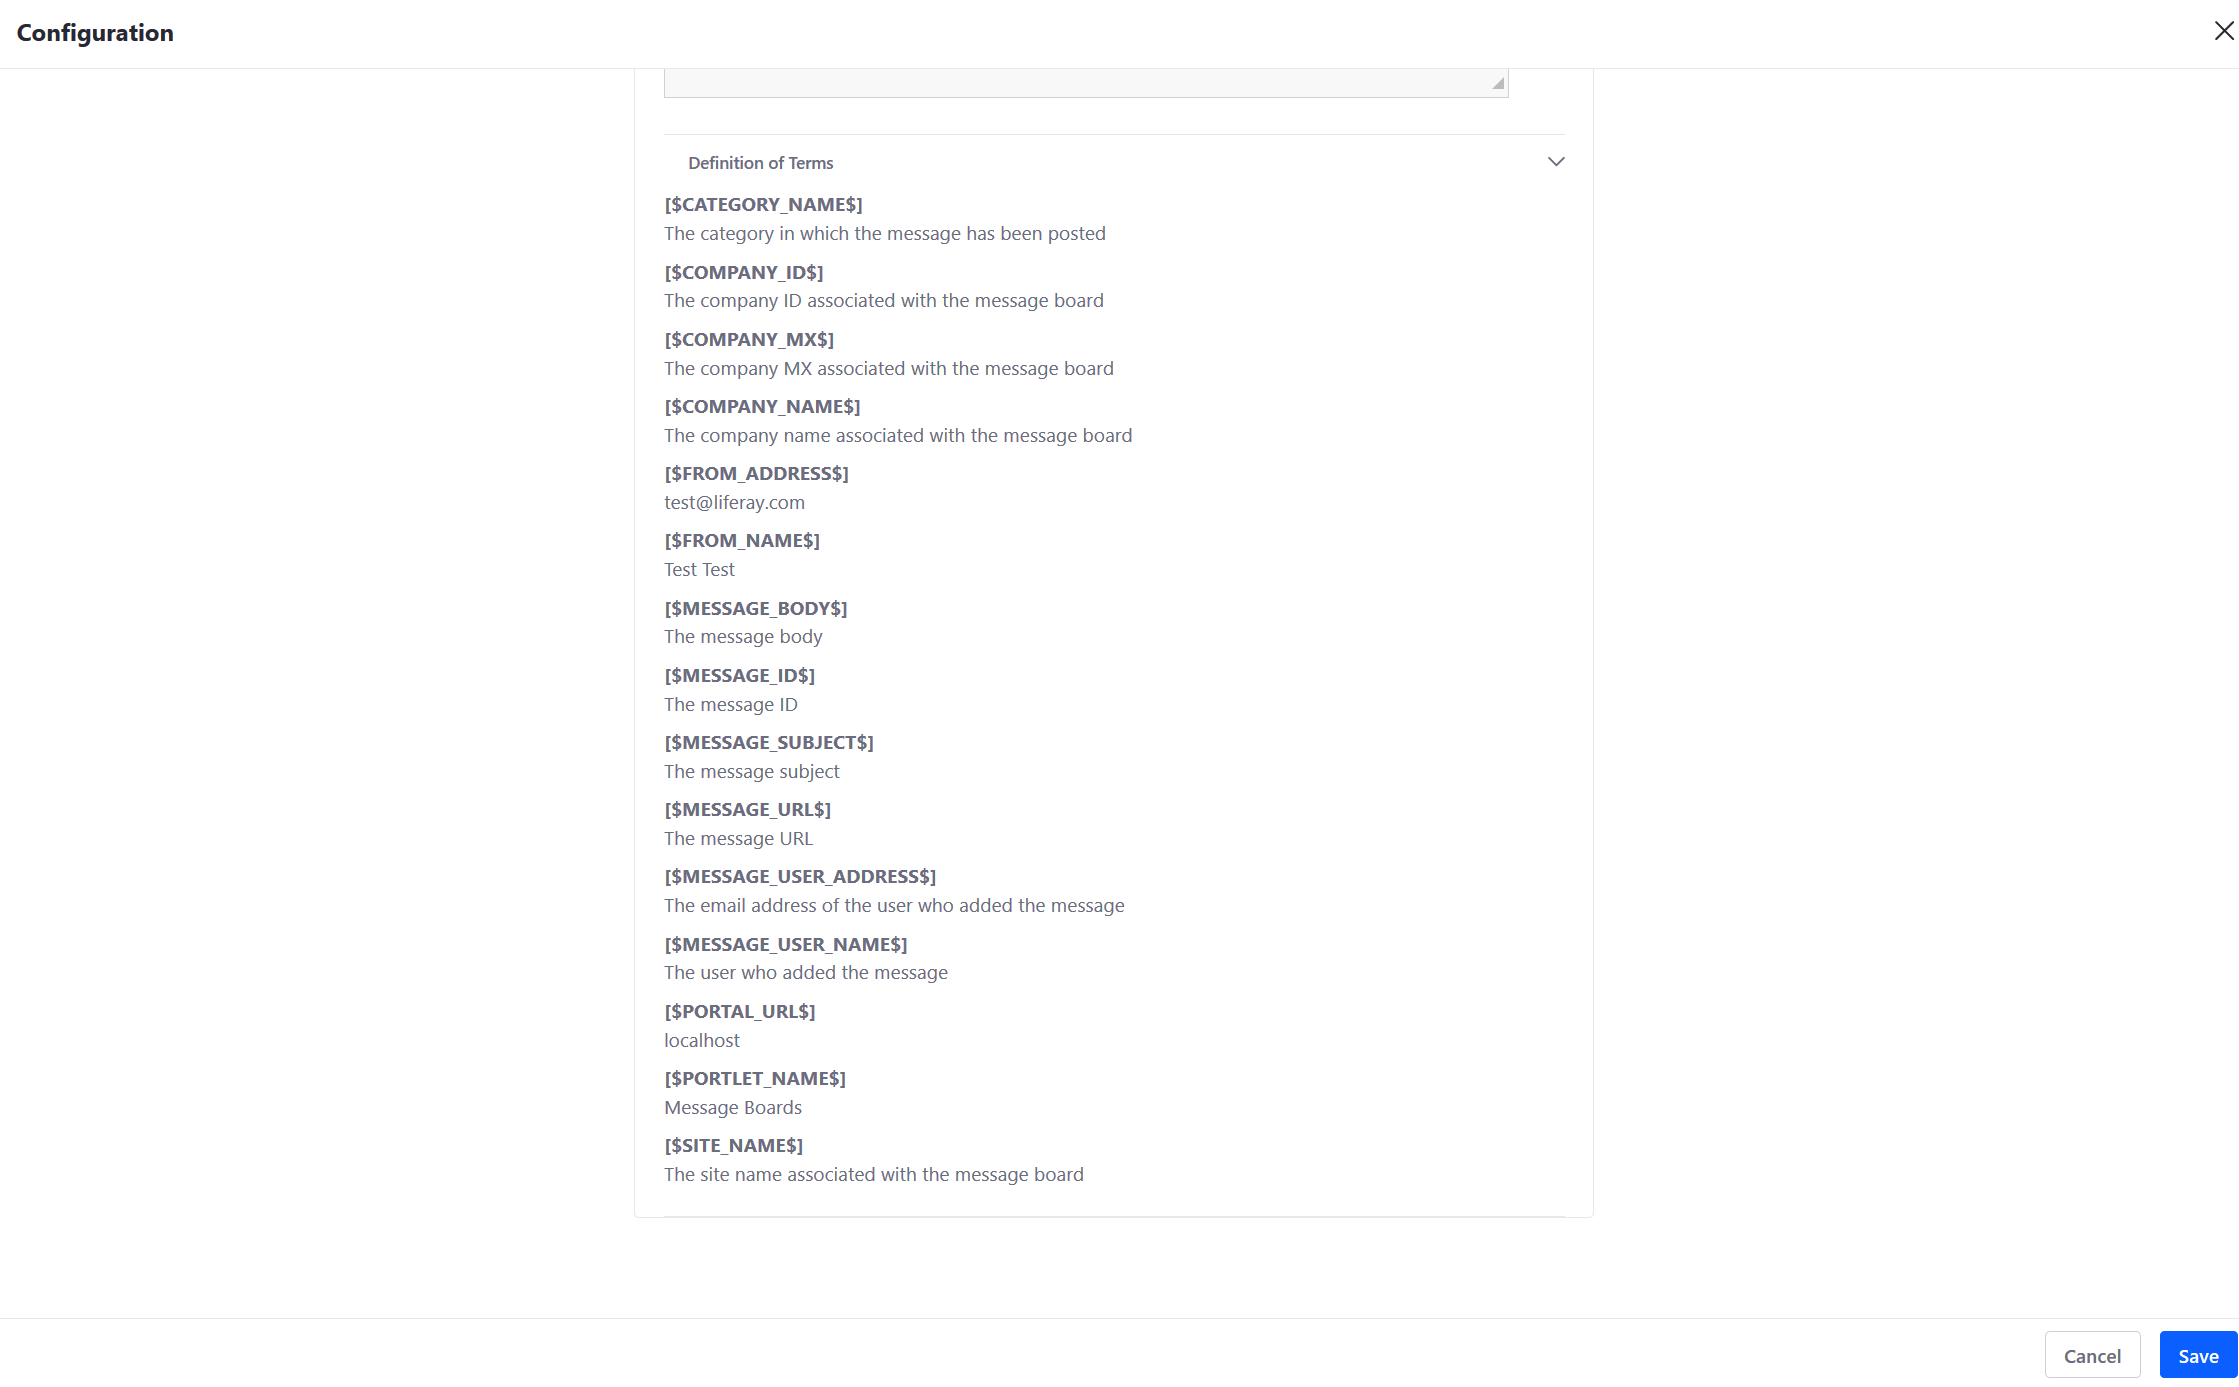 Configuration
Definition of Terms
[$CATEGORY_NAME$]
The category in which the message has been posted
[$COMPANY_ID$]
The company ID associated with the message board
[$COMPANY_MX$]
The company MX associated with the message board
[$COMPANY_NAME$]
The company name associated with the message board
[$FROM_ADDRESS$]
test@liferay.com
[$FROM_NAME$]
Test Test
[$MESSAGE_BODY$]
The message body
[$MESSAGE_ID$]
The message ID
[$MESSAGE_SUBJECT$]
The message subject
[$MESSAGE_URL$]
The message URL
[$MESSAGE_USER_ADDRESS$]
The email address of the user who added the message
[$MESSAGE_USER_NAME$]
The user who added the message
[$PORTAL_URL$]
localhost
[$PORTLET_NAME$]
Message Boards
[$SITE_NAME$]
The site name associated with the message board
Cancel
Save